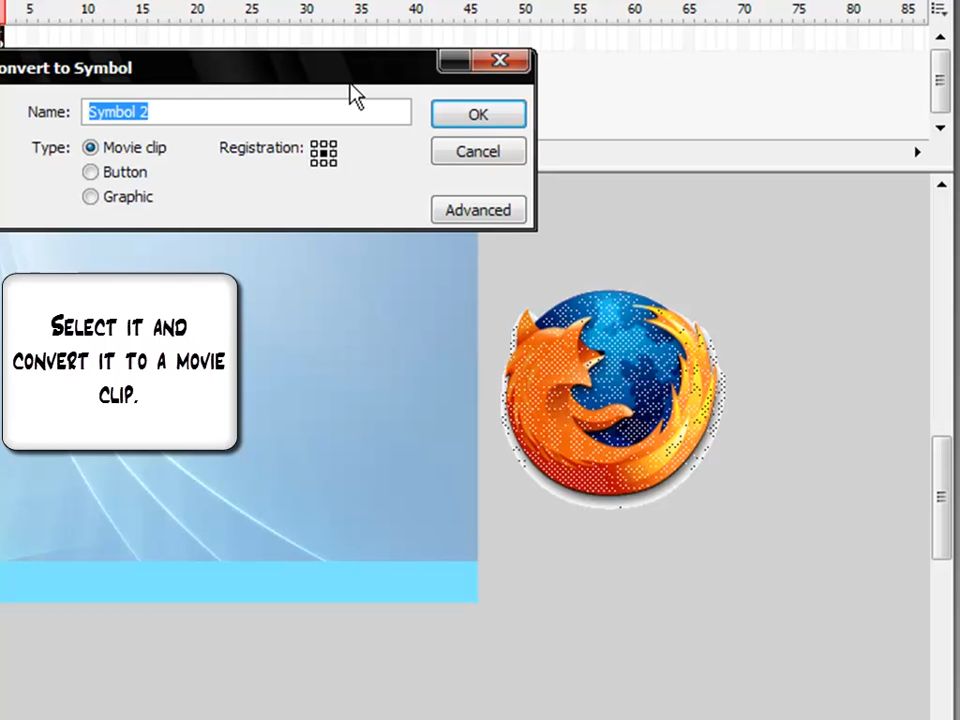 5 10 15 20 25 30 35 40 45 50 55 60 65 70 75 80 85
onvert to Symbol
Name: Symbol 2 OK
Type: Movie clip Registration: Cancel
Button
Graphic
Advanced
SELECT IT AND
CONVERT IT TO A MOVIE
CLIP.